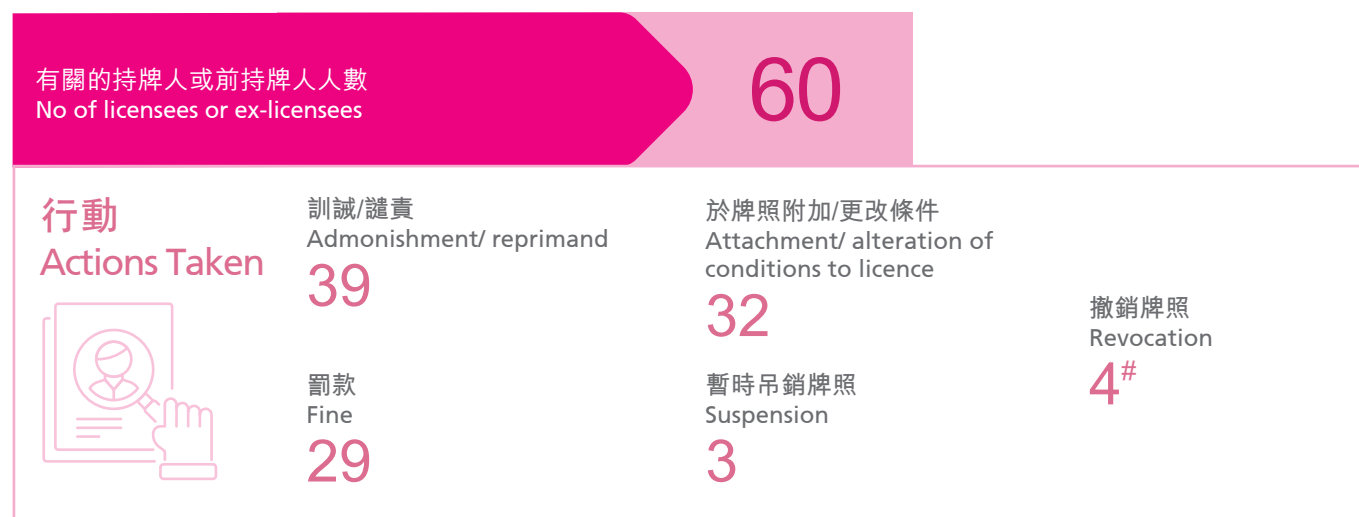 有關的持牌人或前持牌人人數
No of licensees or ex-licensees
60
行動
Actions Taken
訓誡/譴責
Admonishment/ reprimand
39
罰款
Fine
29
於牌照附加/更改條件
Attachment/ alteration of
conditions to licence
32
暫時吊銷牌照
Suspension
3
撤銷牌照
Revocation
4#